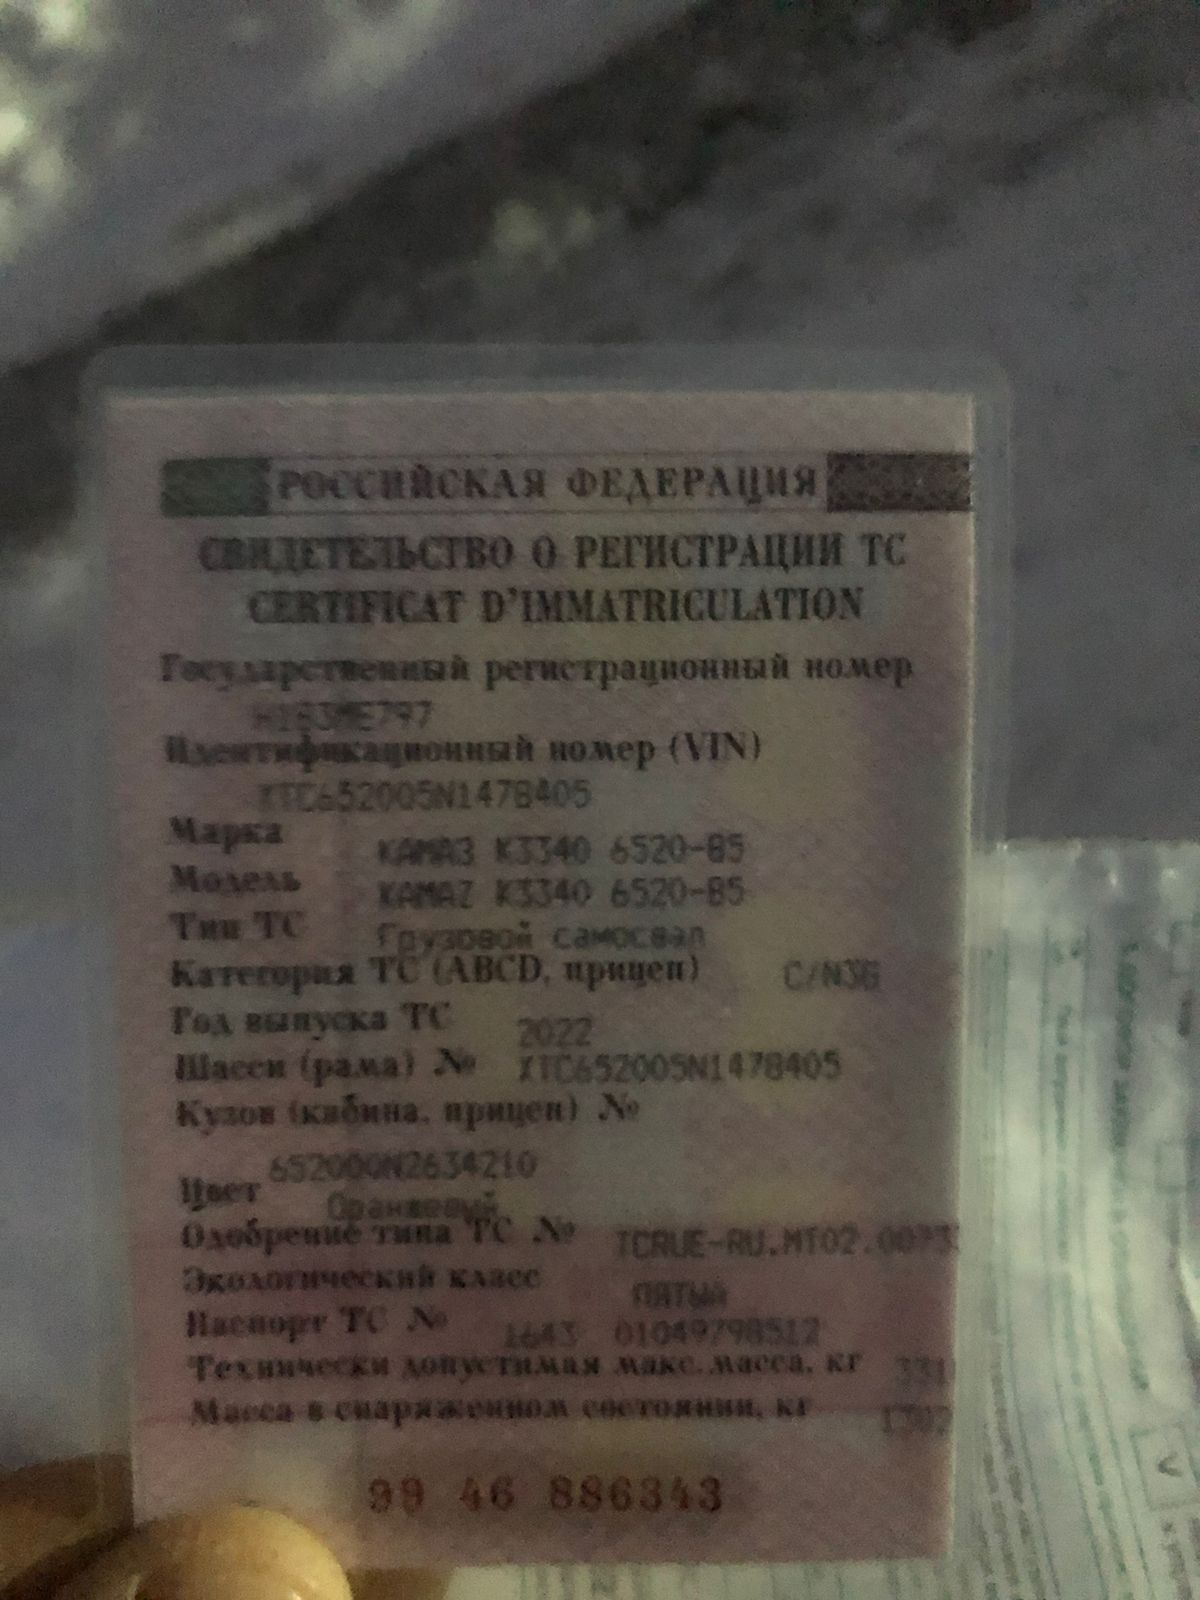 РОССИЙСКАЯ ФЕДЕРАЦИЯ
СВИДЕТЕЛЬСТВО О РЕГИСТРАЦИИ ТС
CERTIFICAT D'IMMATRICULATION
Государственный регистрационный номер
Идентификационный номер (VIN)
XTC652005N1478405
Марка КАМАЗ К3340 6520-B5
Модель KAMAZ K3340 6520-B5
Тип ТС Грузовой самосвал
Категория ТС (ABCD, прицеп) C/N3G
Год выпуска ТС 2022
Шасси (рама) № XTC652005N1478405
Кузов (кабина, прицеп) №
652000N2634210
Цвет Оранжевый
Одобрение типа ТС №
Экологический класс ПЯТЫЙ
Паспорт ТС №
Технически допустимая макс. масса, кг
Масса в снаряженном состоянии, кг
99 46 886343